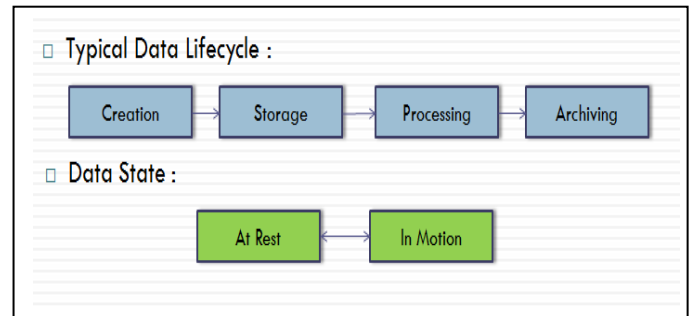 Typical Data Lifecycle :
Creation Storage Processing Archiving
Data State :
At Rest In Motion